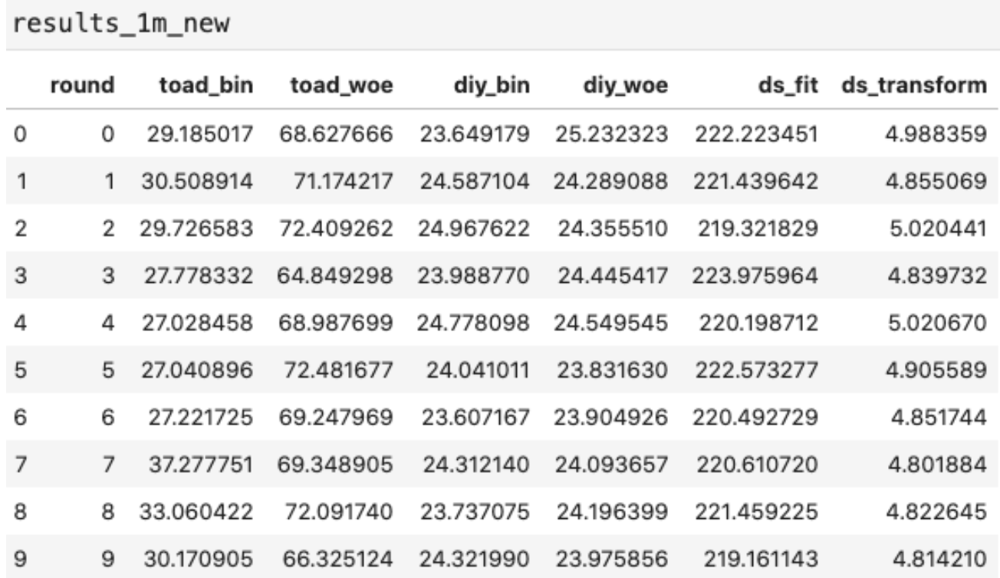 results_1m_new
round toad_bin toad_woe diy_bin diy_woe ds_fit ds_transform
0 0 29.185017 68.627666 23.649179 25.232323 222.223451 4.988359
1 1 30.508914 71.174217 24.587104 24.289088 221.439642 4.855069
2 2 29.726583 72.409262 24.967622 24.355510 219.321829 5.020441
3 3 27.778332 64.849298 23.988770 24.445417 223.975964 4.839732
4 4 27.028458 68.987699 24.778098 24.549545 220.198712 5.020670
5 5 27.040896 72.481677 24.041011 23.831630 222.573277 4.905589
6 6 27.221725 69.247969 23.607167 23.904926 220.492729 4.851744
7 7 37.277751 69.348905 24.312140 24.093657 220.610720 4.801884
8 8 33.060422 72.091740 23.737075 24.196399 221.459225 4.822645
9 9 30.170905 66.325124 24.321990 23.975856 219.161143 4.814210